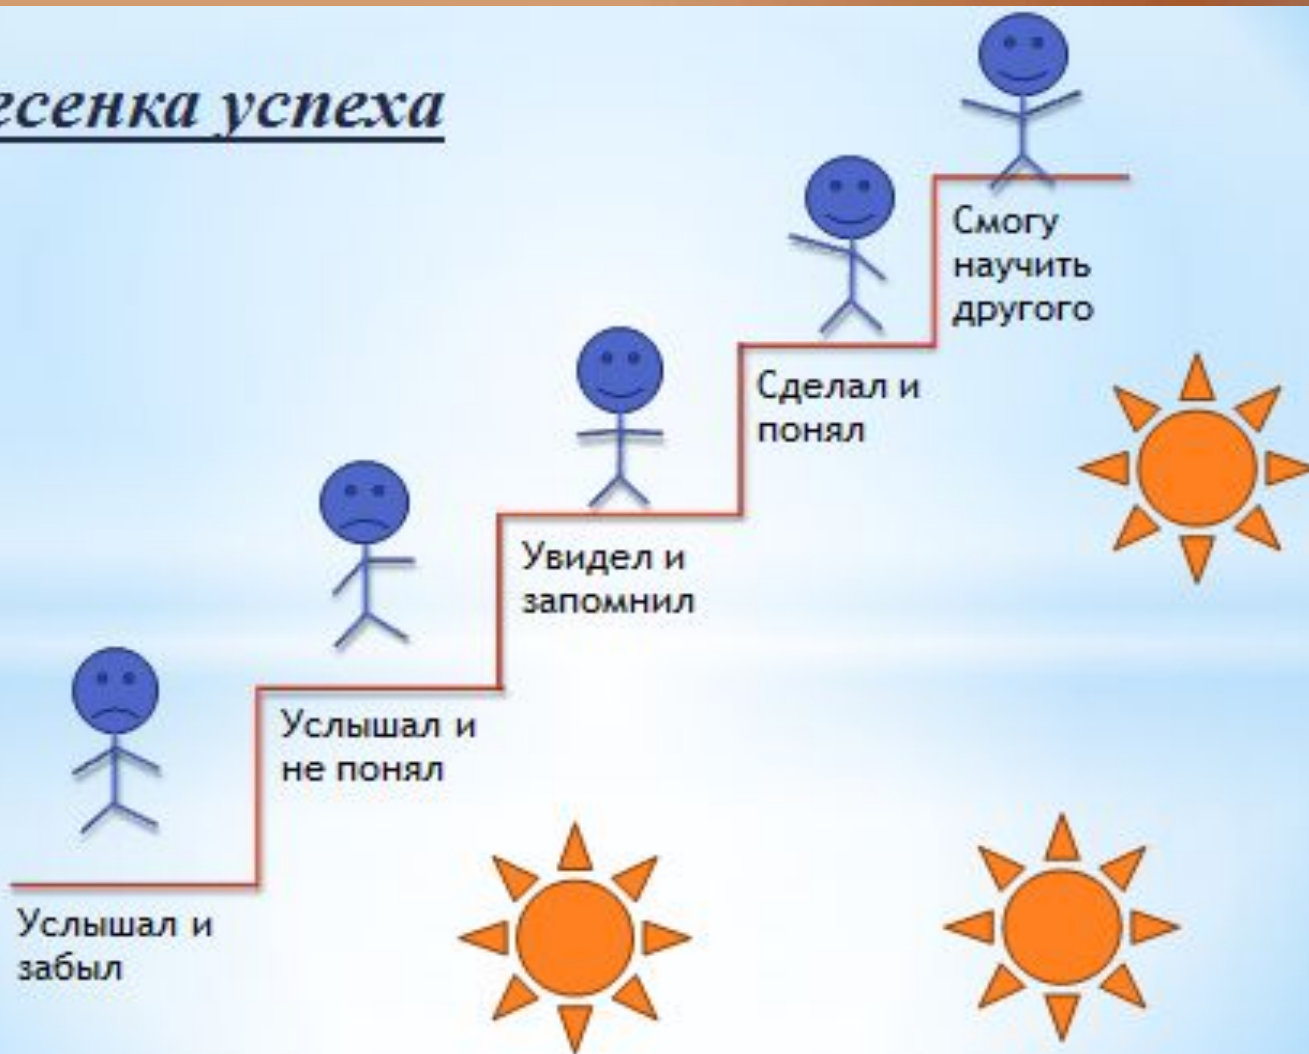 есенка успеха
Услышал и
забыл
Услышал и
не понял
Увидел и
запомнил
Сделал и
понял
Смогу
научить
другого